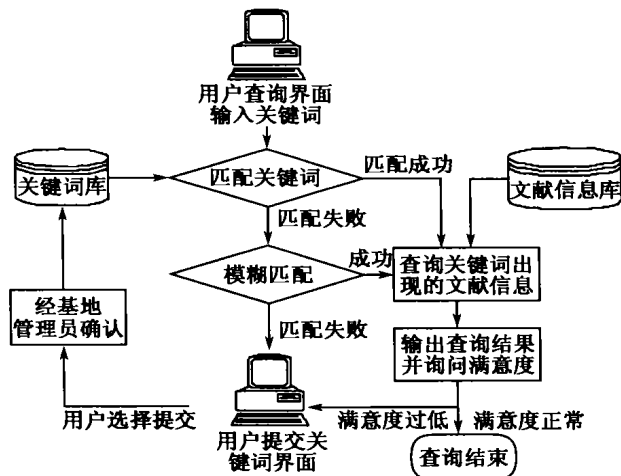 用户查询界面
输入关键词
关键词库
匹配关键词
匹配成功
文献信息库
匹配失败
模糊匹配
成功
查询关键词出
现的文献信息
经基地
管理员确认
匹配失败
输出查询结果
并询问满意度
用户选择提交
满意度过低
满意度正常
用户提交关
键词界面
查询结束